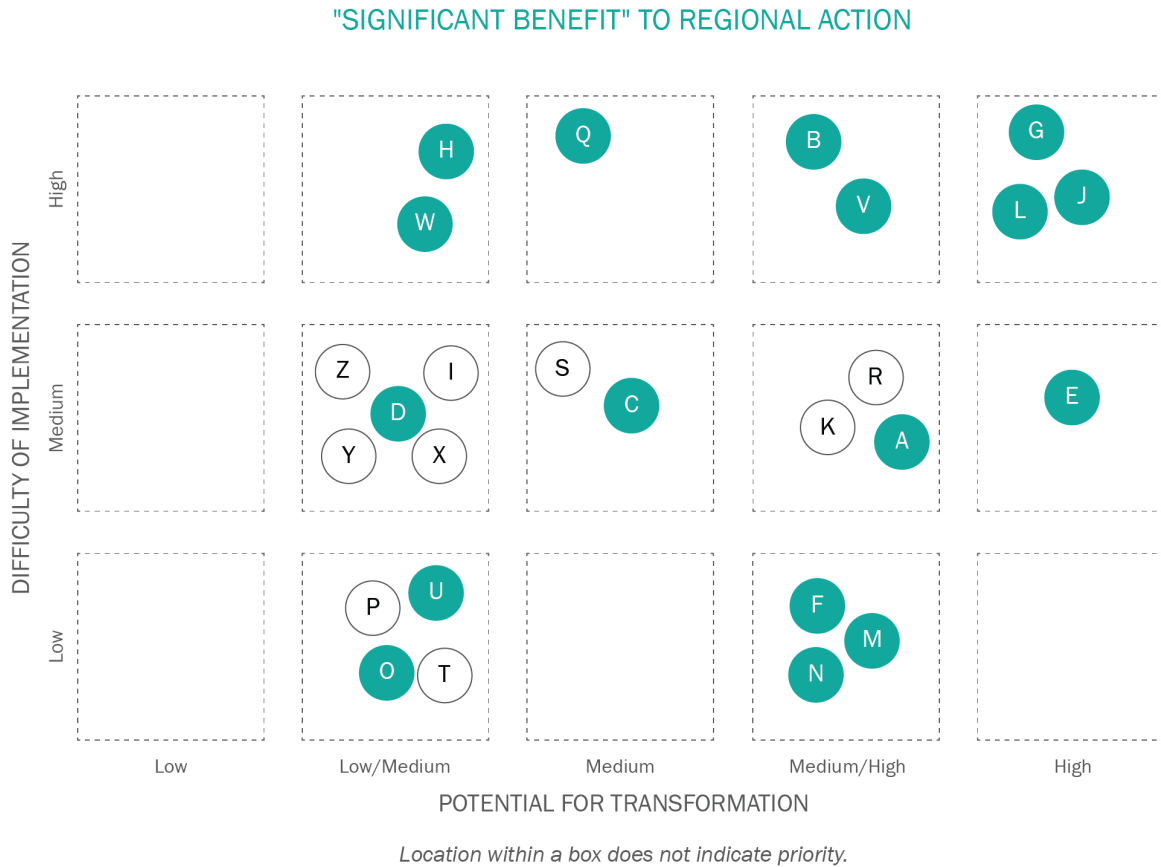 "SIGNIFICANT BENEFIT" TO REGIONAL ACTION
DIFFICULTY OF IMPLEMENTATION
High
H
W
Q
B
V
G
L
J
Medium
Z
I
D
Y
X
S
C
R
K
A
E
Low
P
U
O
T
F
M
N
Low
Low/Medium
Medium
Medium/High
High
POTENTIAL FOR TRANSFORMATION
Location within a box does not indicate priority.